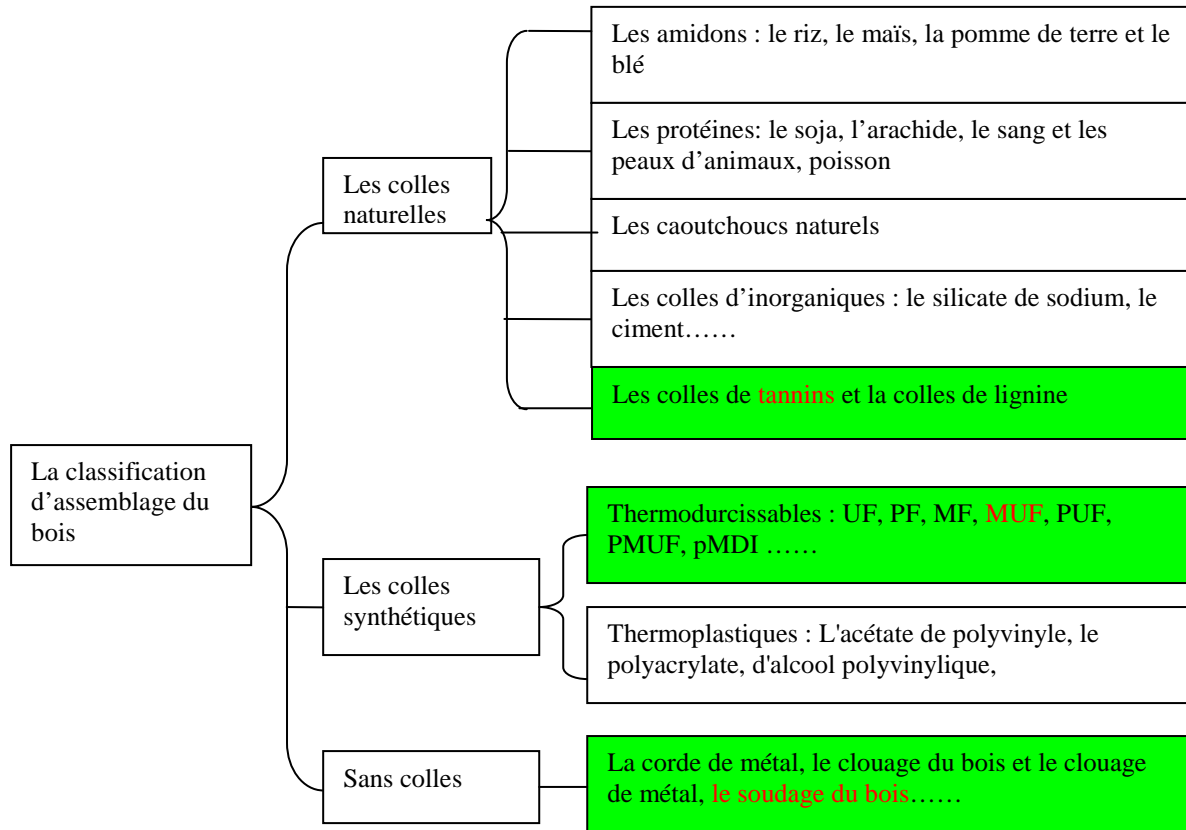 Les amidons : le riz, le maïs, la pomme de terre et le
blé
Les protéines: le soja, l’arachide, le sang et les
peaux d’animaux, poisson
Les colles
naturelles
Les caoutchoucs naturels
Les colles d’inorganiques : le silicate de sodium, le
ciment……
Les colles de tannins et la colles de lignine
La classification
d’assemblage du
bois
Thermodurcissables : UF, PF, MF, MUF, PUF,
PMUF, pMDI ……
Les colles
synthétiques
Thermoplastiques : L'acétate de polyvinyle, le
polyacrylate, d'alcool polyvinylique,
Sans colles
La corde de métal, le clouage du bois et le clouage
de métal, le soudage du bois……